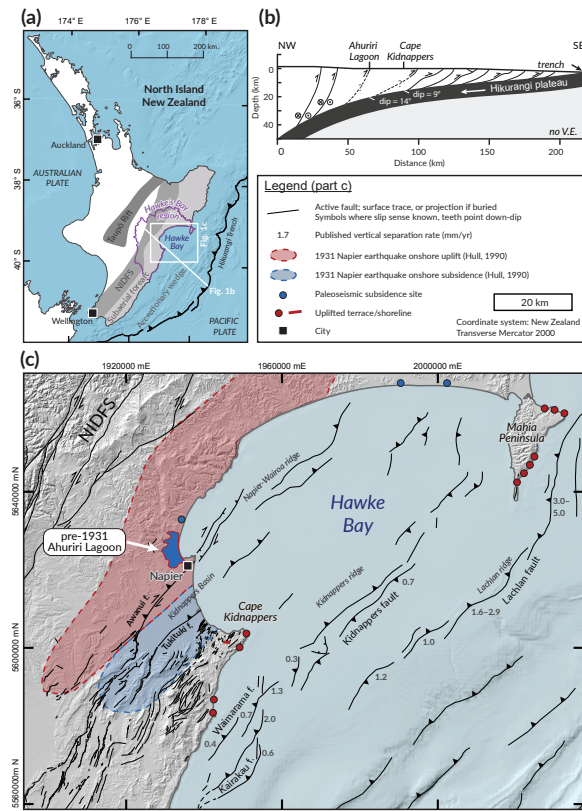 (a)
174° E
176° E
178° E
0
100
200 km.
36° S
38° S
40° S
North Island
New Zealand
Auckland
AUSTRALIAN
PLATE
Taupō Rift
Hawke's Bay
region
Hawke
Bay
Fig. 1c
Hikurangi Trench
NIDFS
Subaerial forearc
Accretionary wedge
Fig. 1b
Wellington
PACIFIC
PLATE
(b)
NW
Ahuriri
Lagoon
Cape
Kidnappers
SE
trench
Depth (km)
0
20
40
dip = 14°
dip = 9°
Hikurangi plateau
no V.E.
0
50
100
150
200
Distance (km)
Legend (part c)
Active fault; surface trace, or projection if buried
Symbols where slip sense known, teeth point down-dip
1.7 Published vertical separation rate (mm/yr)
1931 Napier earthquake onshore uplift (Hull, 1990)
1931 Napier earthquake onshore subsidence (Hull, 1990)
Paleoseismic subsidence site
Uplifted terrace/shoreline
City
20 km
Coordinate system: New Zealand
Transverse Mercator 2000
(c)
1920000 mE
1960000 mE
2000000 mE
5640000 mN
5600000 mN
5560000 mN
NIDFS
Mahia
Peninsula
Napier-Wairoa ridge
Hawke
Bay
3.0–
5.0
pre-1931
Ahuriri Lagoon
Napier
Awanui f.
Kidnappers Basin
Tukituki f.
Cape
Kidnappers
Kidnappers ridge
0.7
Kidnappers fault
Lachlan ridge
Lachlan fault
1.6–2.9
1.0
1.2
0.3
1.3
0.7
2.0
0.4
0.6
Waimarama f.
Kairakau f.